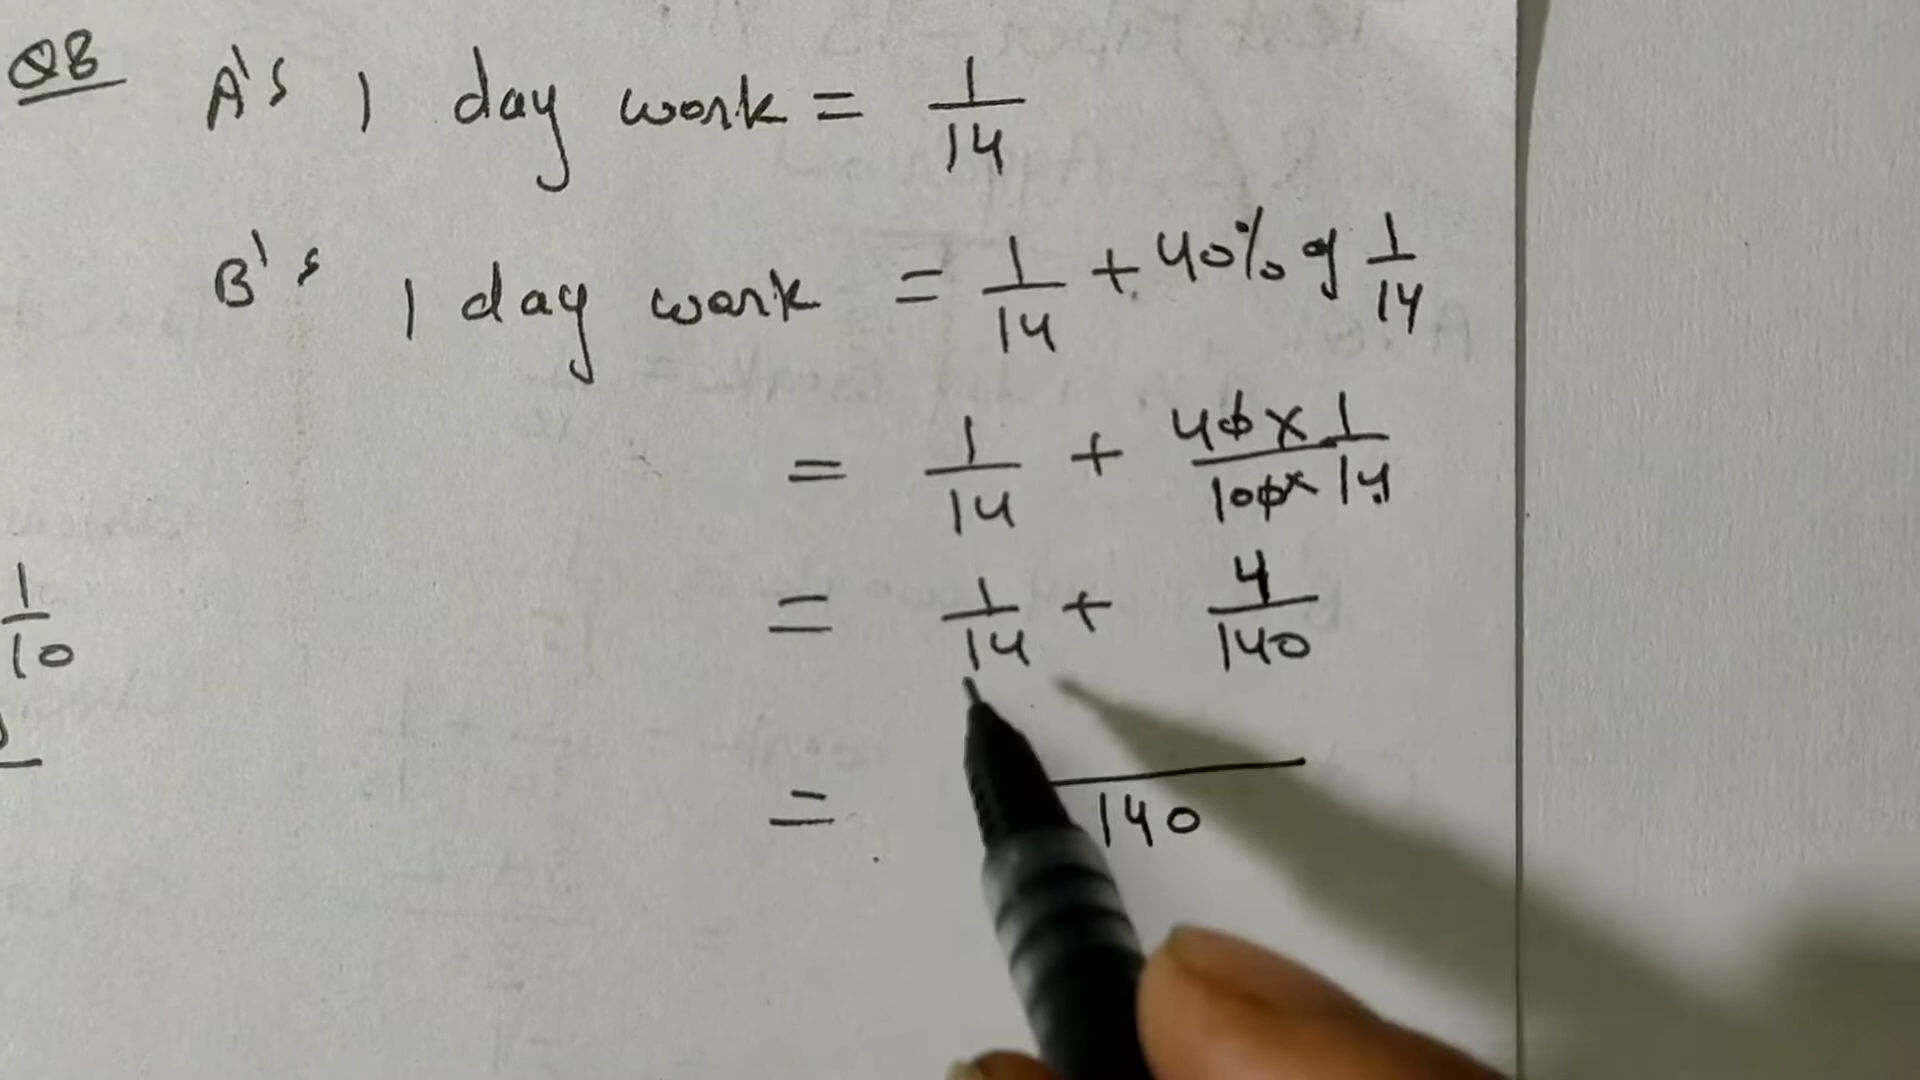 Q8 A's 1 day work = 1/14
B's 1 day work = 1/14 + 40% of 1/14
= 1/14 + 40 x 1/100 x 14
= 1/14 + 4/140
= /140
1/10